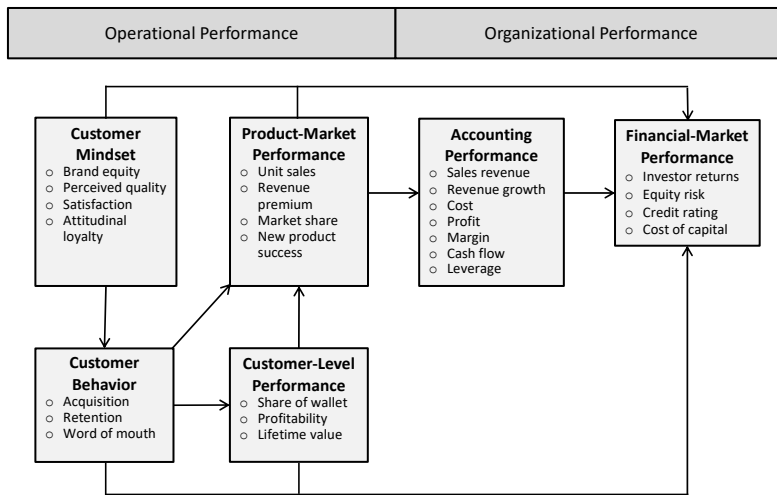 Operational Performance
Organizational Performance
Customer
Mindset
○ Brand equity
○ Perceived quality
○ Satisfaction
○ Attitudinal
loyalty
Product-Market
Performance
○ Unit sales
○ Revenue
premium
○ Market share
○ New product
success
Accounting
Performance
○ Sales revenue
○ Revenue growth
○ Cost
○ Profit
○ Margin
○ Cash flow
○ Leverage
Financial-Market
Performance
○ Investor returns
○ Equity risk
○ Credit rating
○ Cost of capital
Customer
Behavior
○ Acquisition
○ Retention
○ Word of mouth
Customer-Level
Performance
○ Share of wallet
○ Profitability
○ Lifetime value